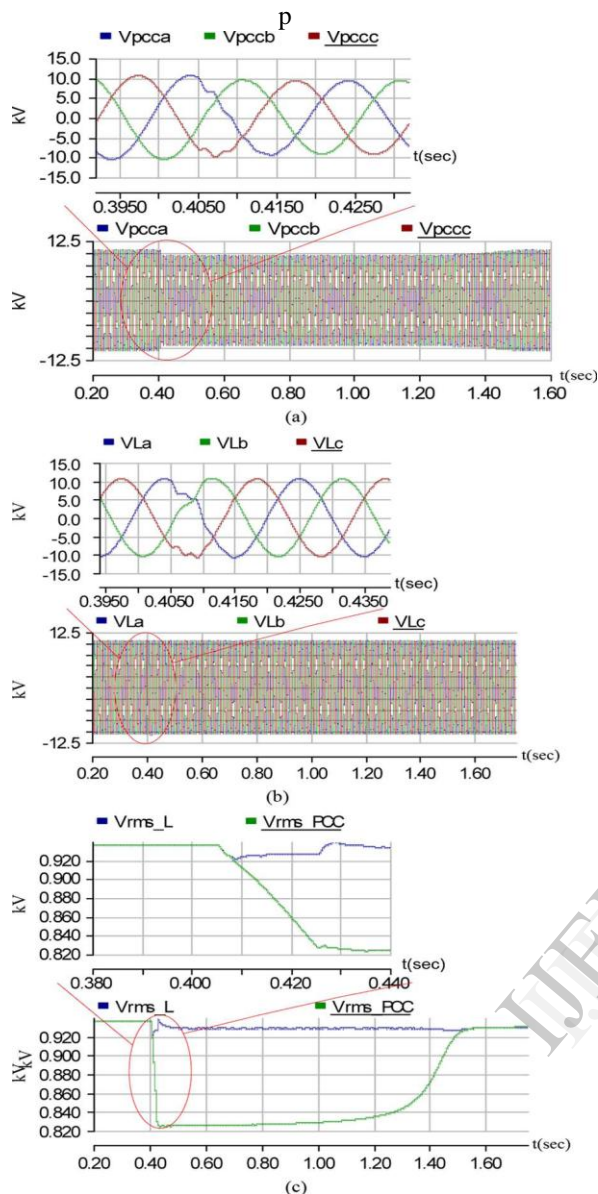 p
Vpcca Vpccb Vpccc
15.0
10.0
5.0
0.0
-5.0
-10.0
-15.0
kV
t(sec)
0.3950 0.4050 0.4150 0.4250
Vpcca Vpccb Vpccc
12.5
kV
-12.5
t(sec)
0.20 0.40 0.60 0.80 1.00 1.20 1.40 1.60
(a)
VLa VLb VLc
15.0
10.0
5.0
0.0
-5.0
-10.0
-15.0
kV
t(sec)
0.3950 0.4050 0.4150 0.4250 0.4350
VLa VLb VLc
12.5
kV
-12.5
t(sec)
0.20 0.40 0.60 0.80 1.00 1.20 1.40 1.60
(b)
Vrms_L Vrms_PCC
0.920
0.900
0.880
0.860
0.840
0.820
kV
t(sec)
0.380 0.400 0.420 0.440
Vrms_L Vrms_PCC
0.920
0.900
0.880
0.860
0.840
0.820
kV
kV
t(sec)
0.20 0.40 0.60 0.80 1.00 1.20 1.40 1.60
(c)